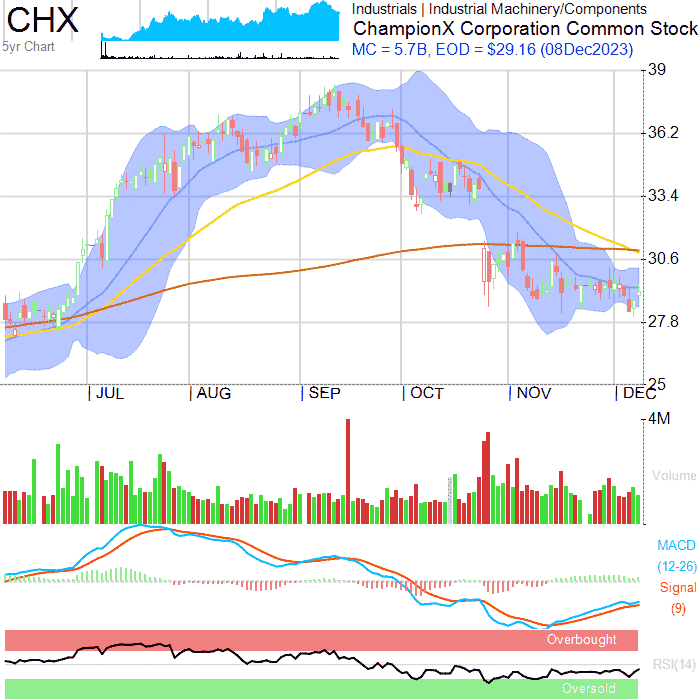 CHX
5yr Chart
Industrials | Industrial Machinery/Components
ChampionX Corporation Common Stock
MC = 5.7B, EOD = $29.16 (08Dec2023)
39
36.2
33.4
30.6
27.8
25
JUL AUG SEP OCT NOV DEC
4M
Volume
MACD
(12-26)
Signal
(9)
Overbought
RSI(14)
Oversold